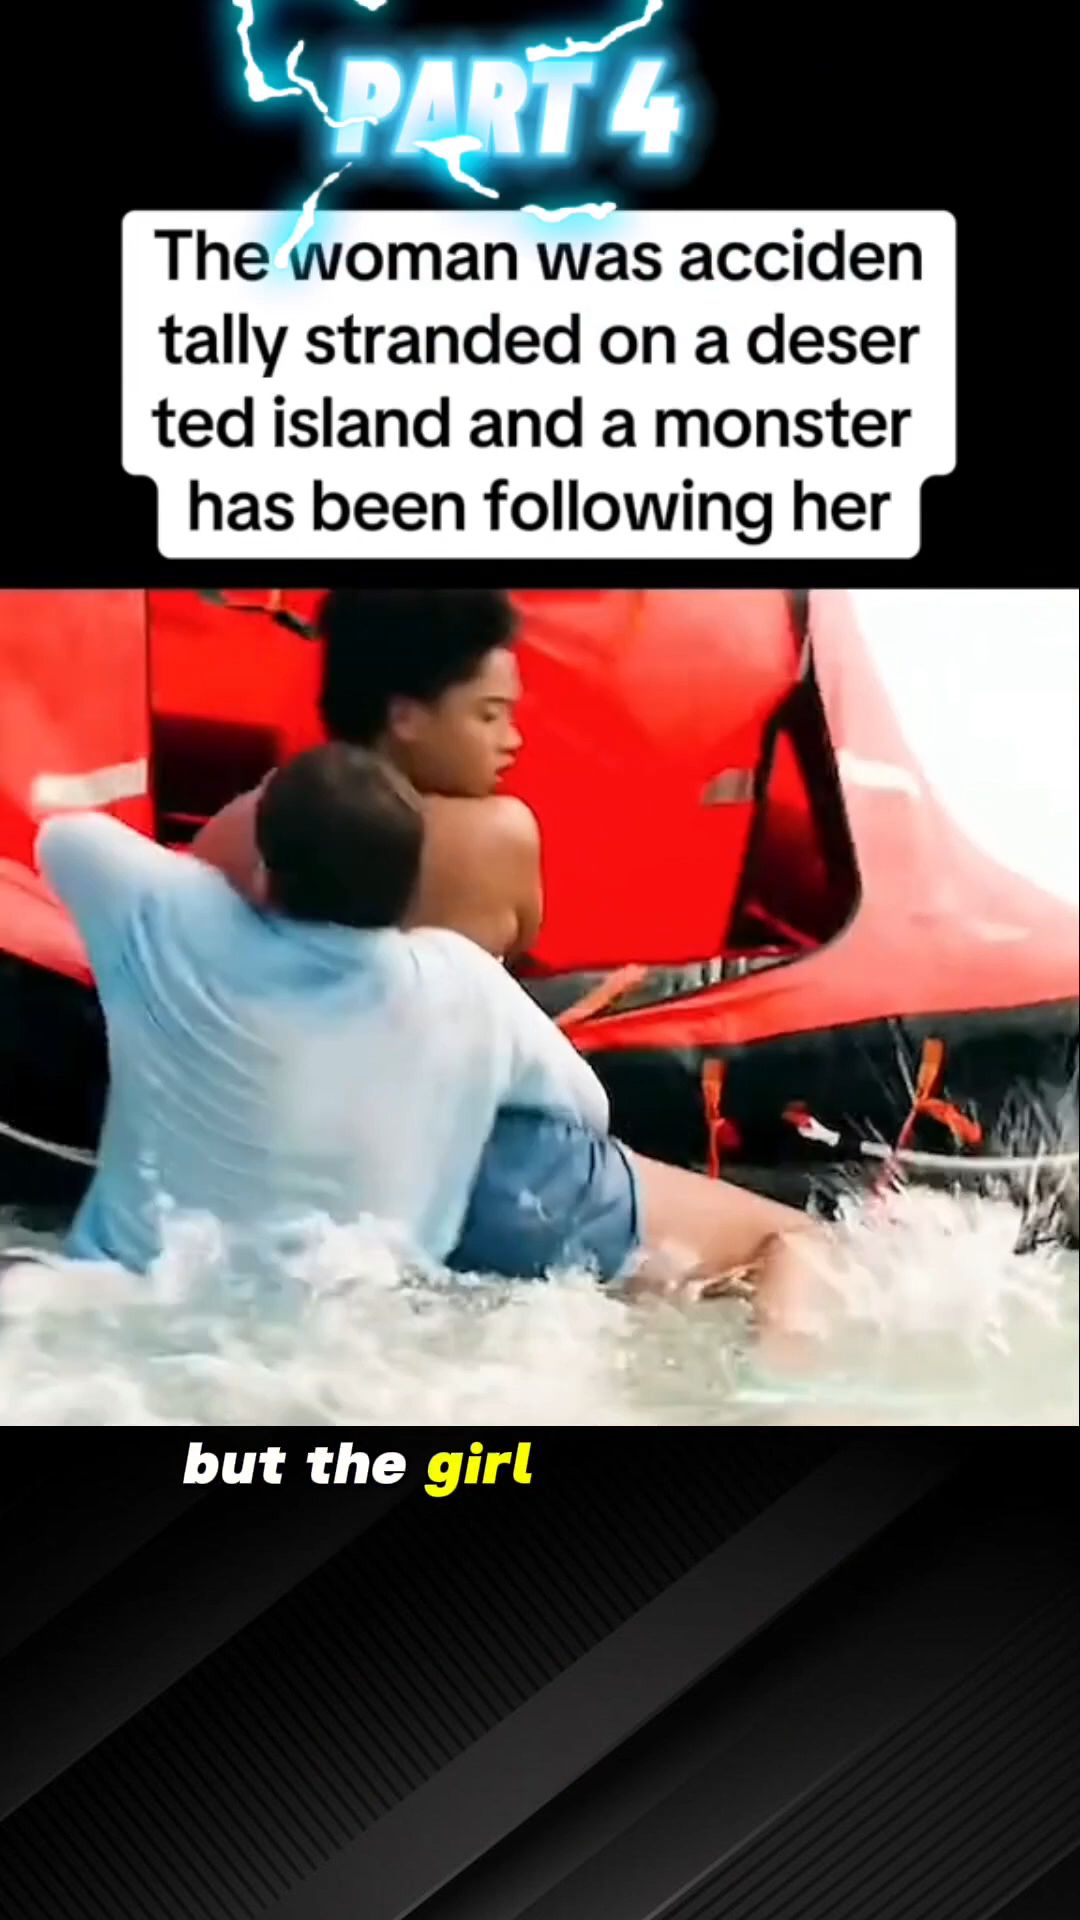 PART 4
The woman was acciden
tally stranded on a deser
ted island and a monster
has been following her
but the girl